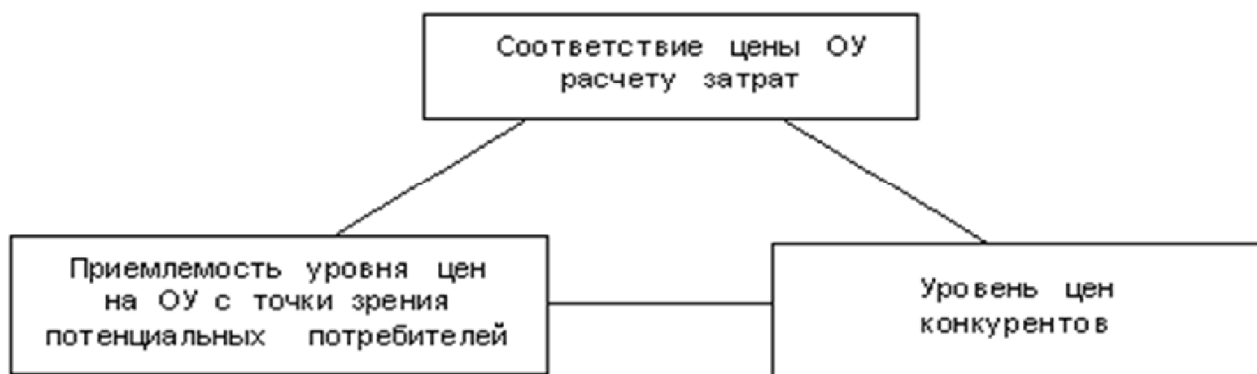 Соответствие цены ОУ
расчету затрат
Приемлемость уровня цен
на ОУ с точки зрения
потенциальных потребителей
Уровень цен
конкурентов